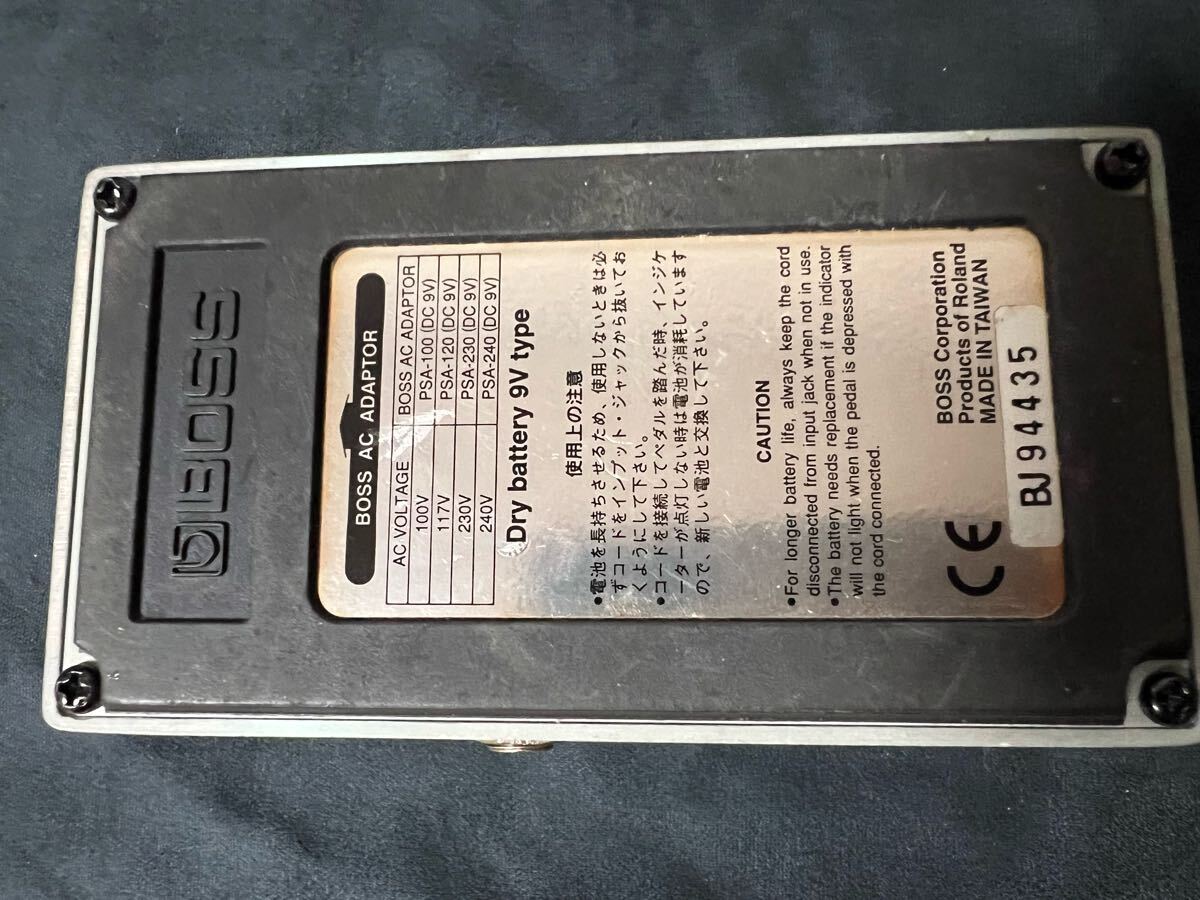 BOSS
BOSS AC ADAPTOR
AC VOLTAGE BOSS AC ADAPTOR
100V PSA-100 (DC 9V)
117V PSA-120 (DC 9V)
230V PSA-230 (DC 9V)
240V PSA-240 (DC 9V)
Dry battery 9V type
使用上の注意
•電池を長持ちさせるため、使用しないときは必
ずコードをインプット・ジャックから抜いてお
くようにして下さい。
•コードを接続してペダルを踏んだ時、インジケ
ーターが点灯しない時は電池が消耗しています
ので、新しい電池と交換して下さい。
CAUTION
•For longer battery life, always keep the cord
disconnected from input jack when not in use.
•The battery needs replacement if the indicator
will not light when the pedal is depressed with
the cord connected.
CE
BOSS Corporation
Products of Roland
MADE IN TAIWAN
BJ94435